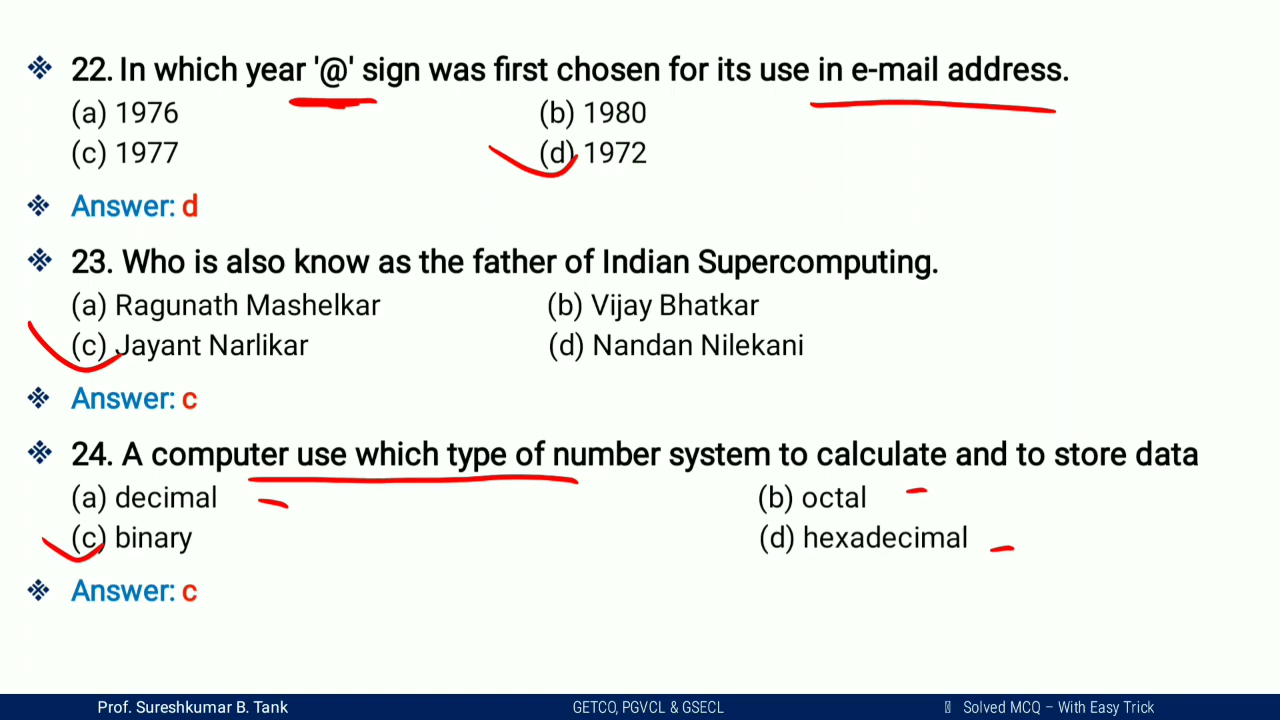 ❖ 22. In which year '@' sign was first chosen for its use in e-mail address.
(a) 1976 (b) 1980
(c) 1977 (d) 1972
❖ Answer: d
❖ 23. Who is also know as the father of Indian Supercomputing.
(a) Ragunath Mashelkar (b) Vijay Bhatkar
(c) Jayant Narlikar (d) Nandan Nilekani
❖ Answer: c
❖ 24. A computer use which type of number system to calculate and to store data
(a) decimal (b) octal
(c) binary (d) hexadecimal
❖ Answer: c
Prof. Sureshkumar B. Tank GETCO, PGVCL & GSECL Solved MCQ – With Easy Trick